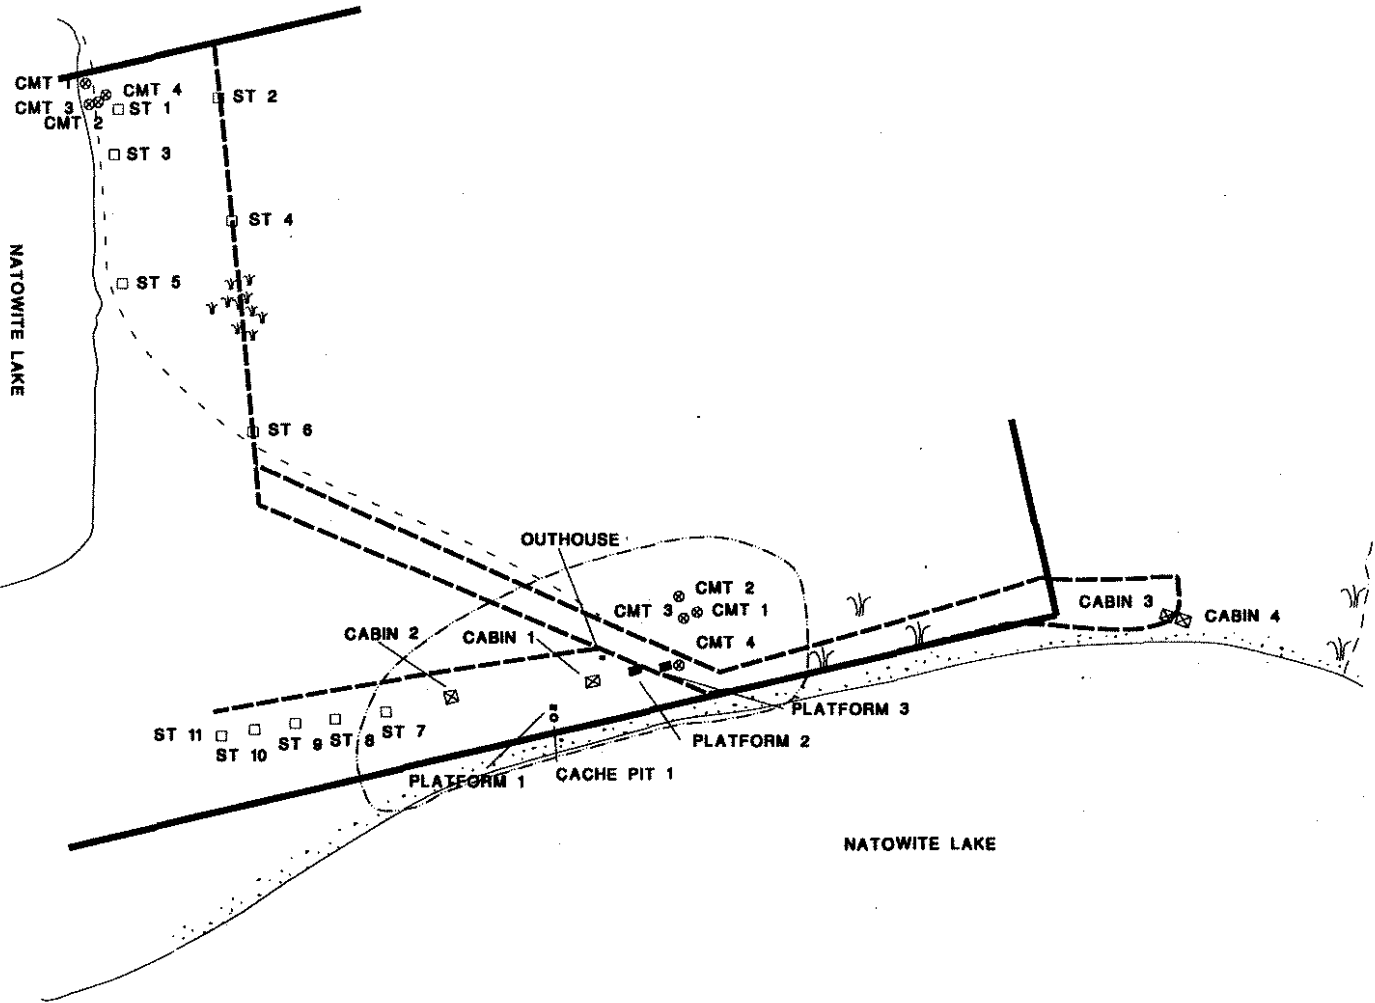 CMT 1
CMT 4
CMT 3
ST 1
CMT 2
ST 2
ST 3
ST 4
NATOWITE LAKE
ST 5
ST 6
OUTHOUSE
CMT 2
CMT 3
CMT 1
CABIN 3
CABIN 4
CABIN 2
CABIN 1
CMT 4
PLATFORM 3
ST 11
ST 10
ST 9
ST 8
ST 7
PLATFORM 2
PLATFORM 1
CACHE PIT 1
NATOWITE LAKE